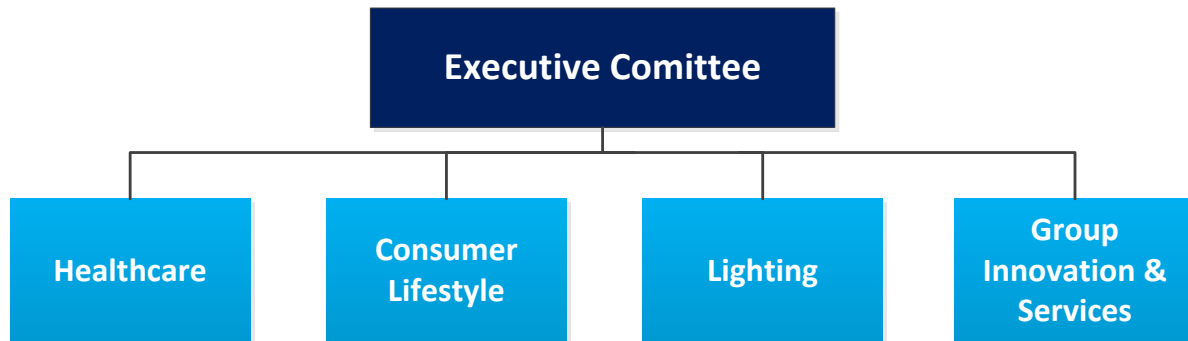 Executive Comittee
Healthcare
Consumer
Lifestyle
Lighting
Group
Innovation &
Services